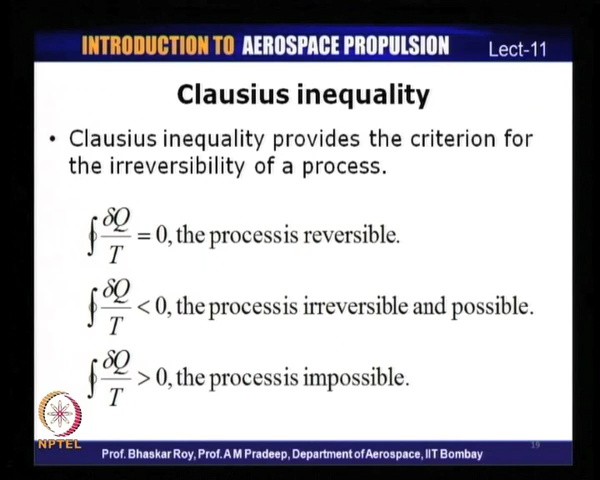 INTRODUCTION TO AEROSPACE PROPULSION Lect-11
Clausius inequality
• Clausius inequality provides the criterion for
the irreversibility of a process.
∮ δQ/T = 0, the process is reversible.
∮ δQ/T < 0, the process is irreversible and possible.
∮ δQ/T > 0, the process is impossible.
NPTEL
19
Prof. Bhaskar Roy, Prof. A M Pradeep, Department of Aerospace, IIT Bombay